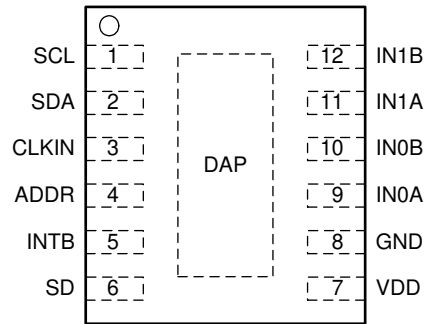 SCL 1 12 IN1B
SDA 2 11 IN1A
CLKIN 3 10 IN0B
DAP
ADDR 4 9 IN0A
INTB 5 8 GND
SD 6 7 VDD